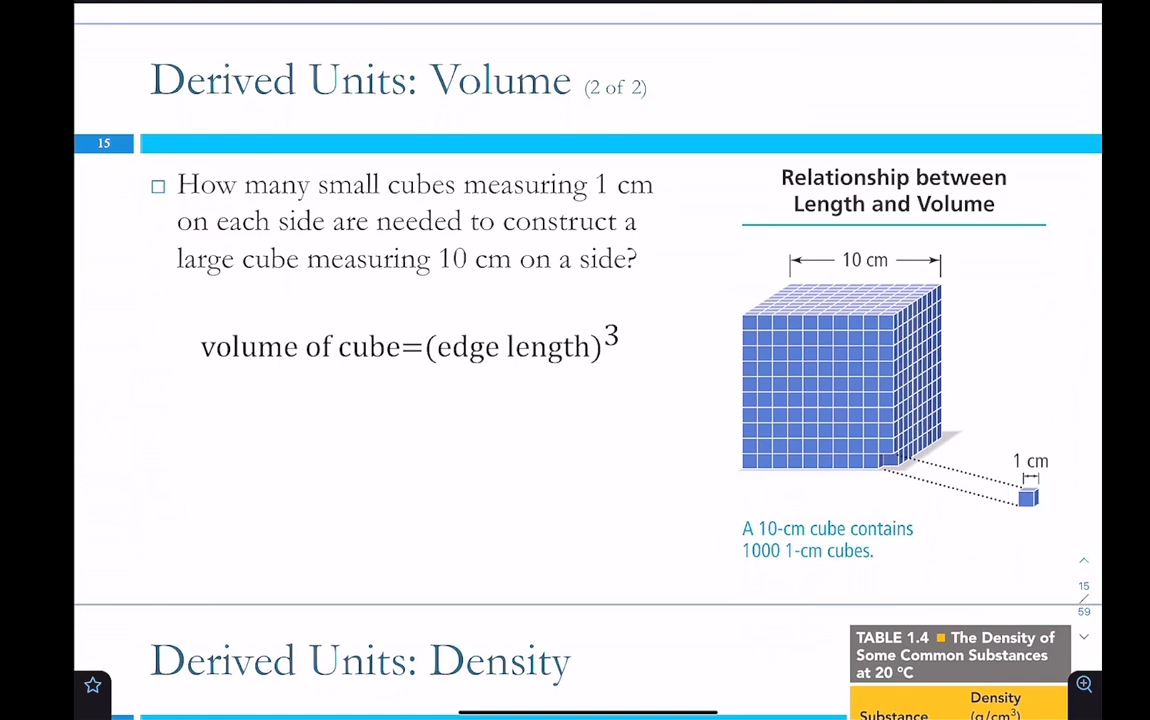 Derived Units: Volume (2 of 2)
15
How many small cubes measuring 1 cm
on each side are needed to construct a
large cube measuring 10 cm on a side?
volume of cube=(edge length)³
Relationship between
Length and Volume
10 cm
1 cm
A 10-cm cube contains
1000 1-cm cubes.
15
/
59
Derived Units: Density
TABLE 1.4 ■ The Density of
Some Common Substances
at 20 °C
Density
Substance (g/cm³)